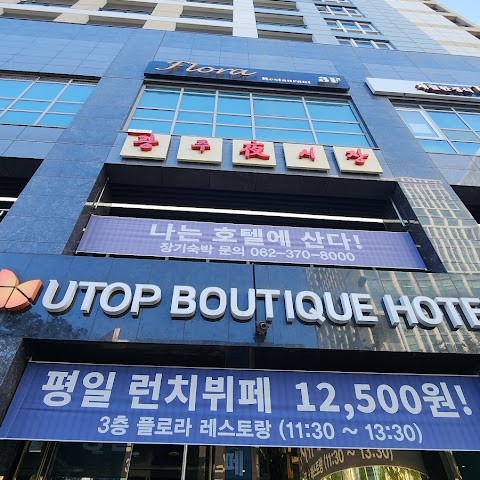 Flora Restaurant 3F
광주夜시장
나는 호텔에 산다!
장기숙박 문의 062-370-8000
UTOP BOUTIQUE HOTE
평일 런치뷔페 12,500원!
3층 플로라 레스토랑 (11:30 ~ 13:30)